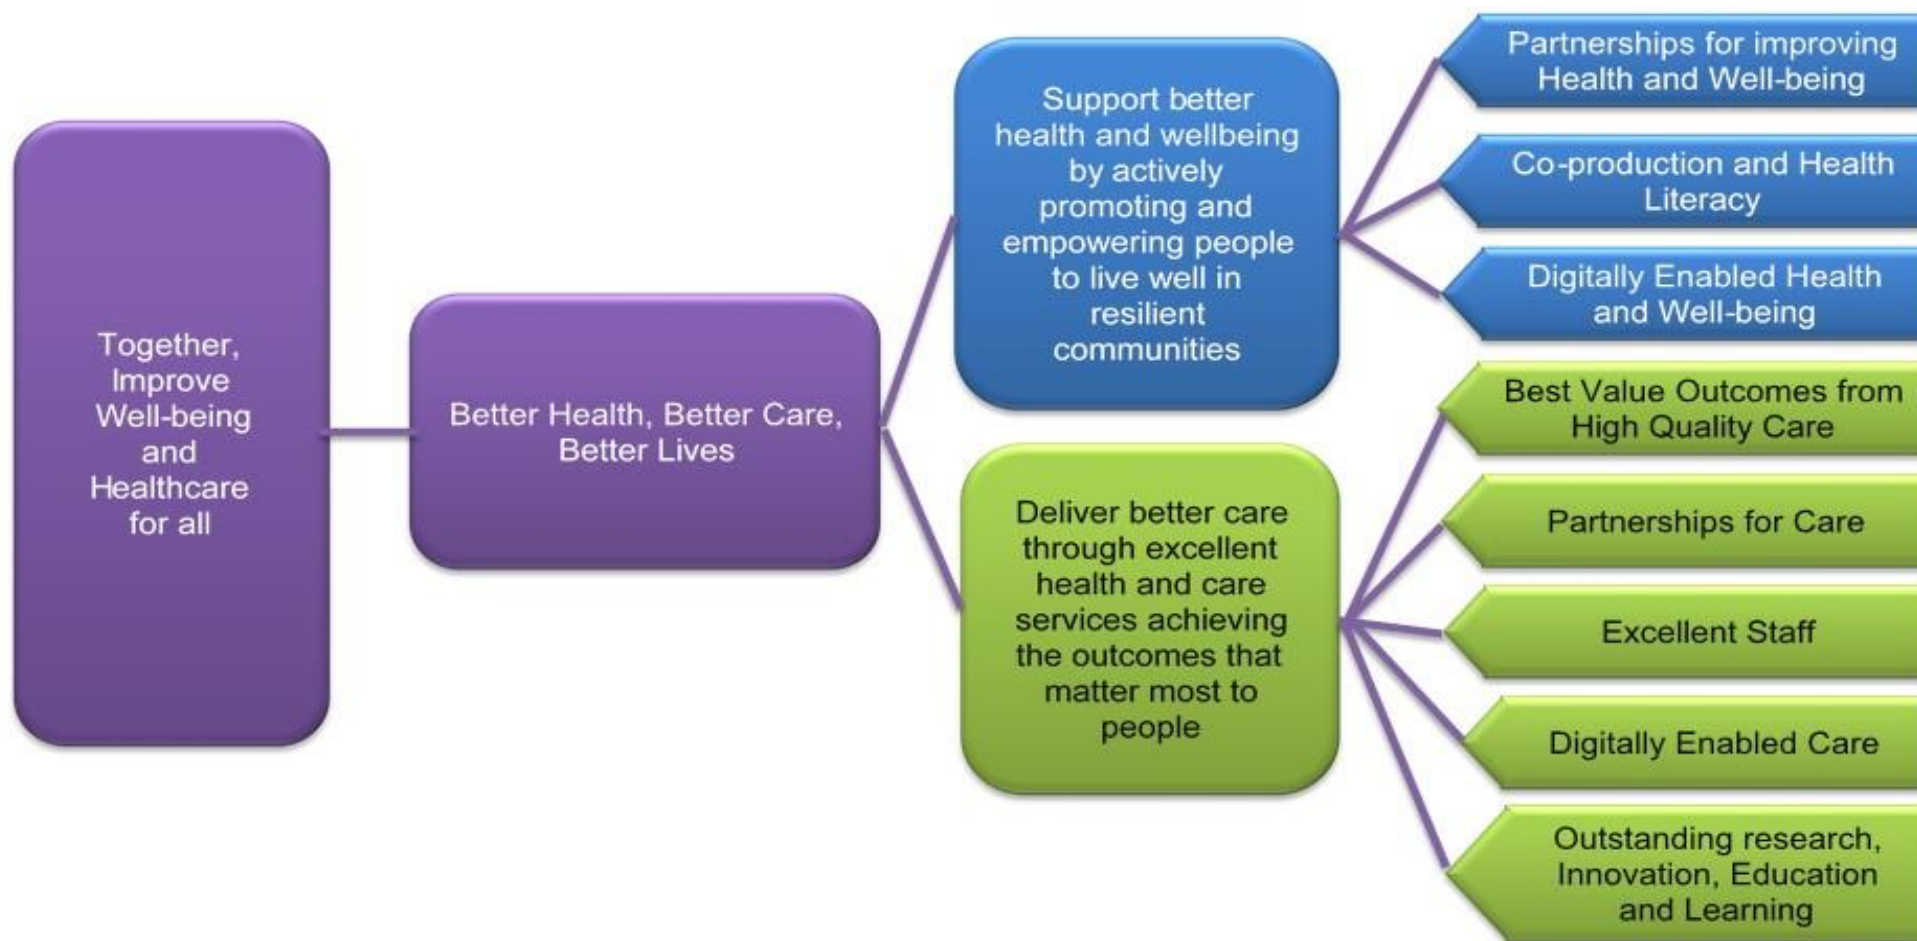 Together,
Improve
Well-being
and
Healthcare
for all
Better Health, Better Care,
Better Lives
Support better
health and wellbeing
by actively
promoting and
empowering people
to live well in
resilient
communities
Deliver better care
through excellent
health and care
services achieving
the outcomes that
matter most to
people
Partnerships for improving
Health and Well-being
Co-production and Health
Literacy
Digitally Enabled Health
and Well-being
Best Value Outcomes from
High Quality Care
Partnerships for Care
Excellent Staff
Digitally Enabled Care
Outstanding research,
Innovation, Education
and Learning